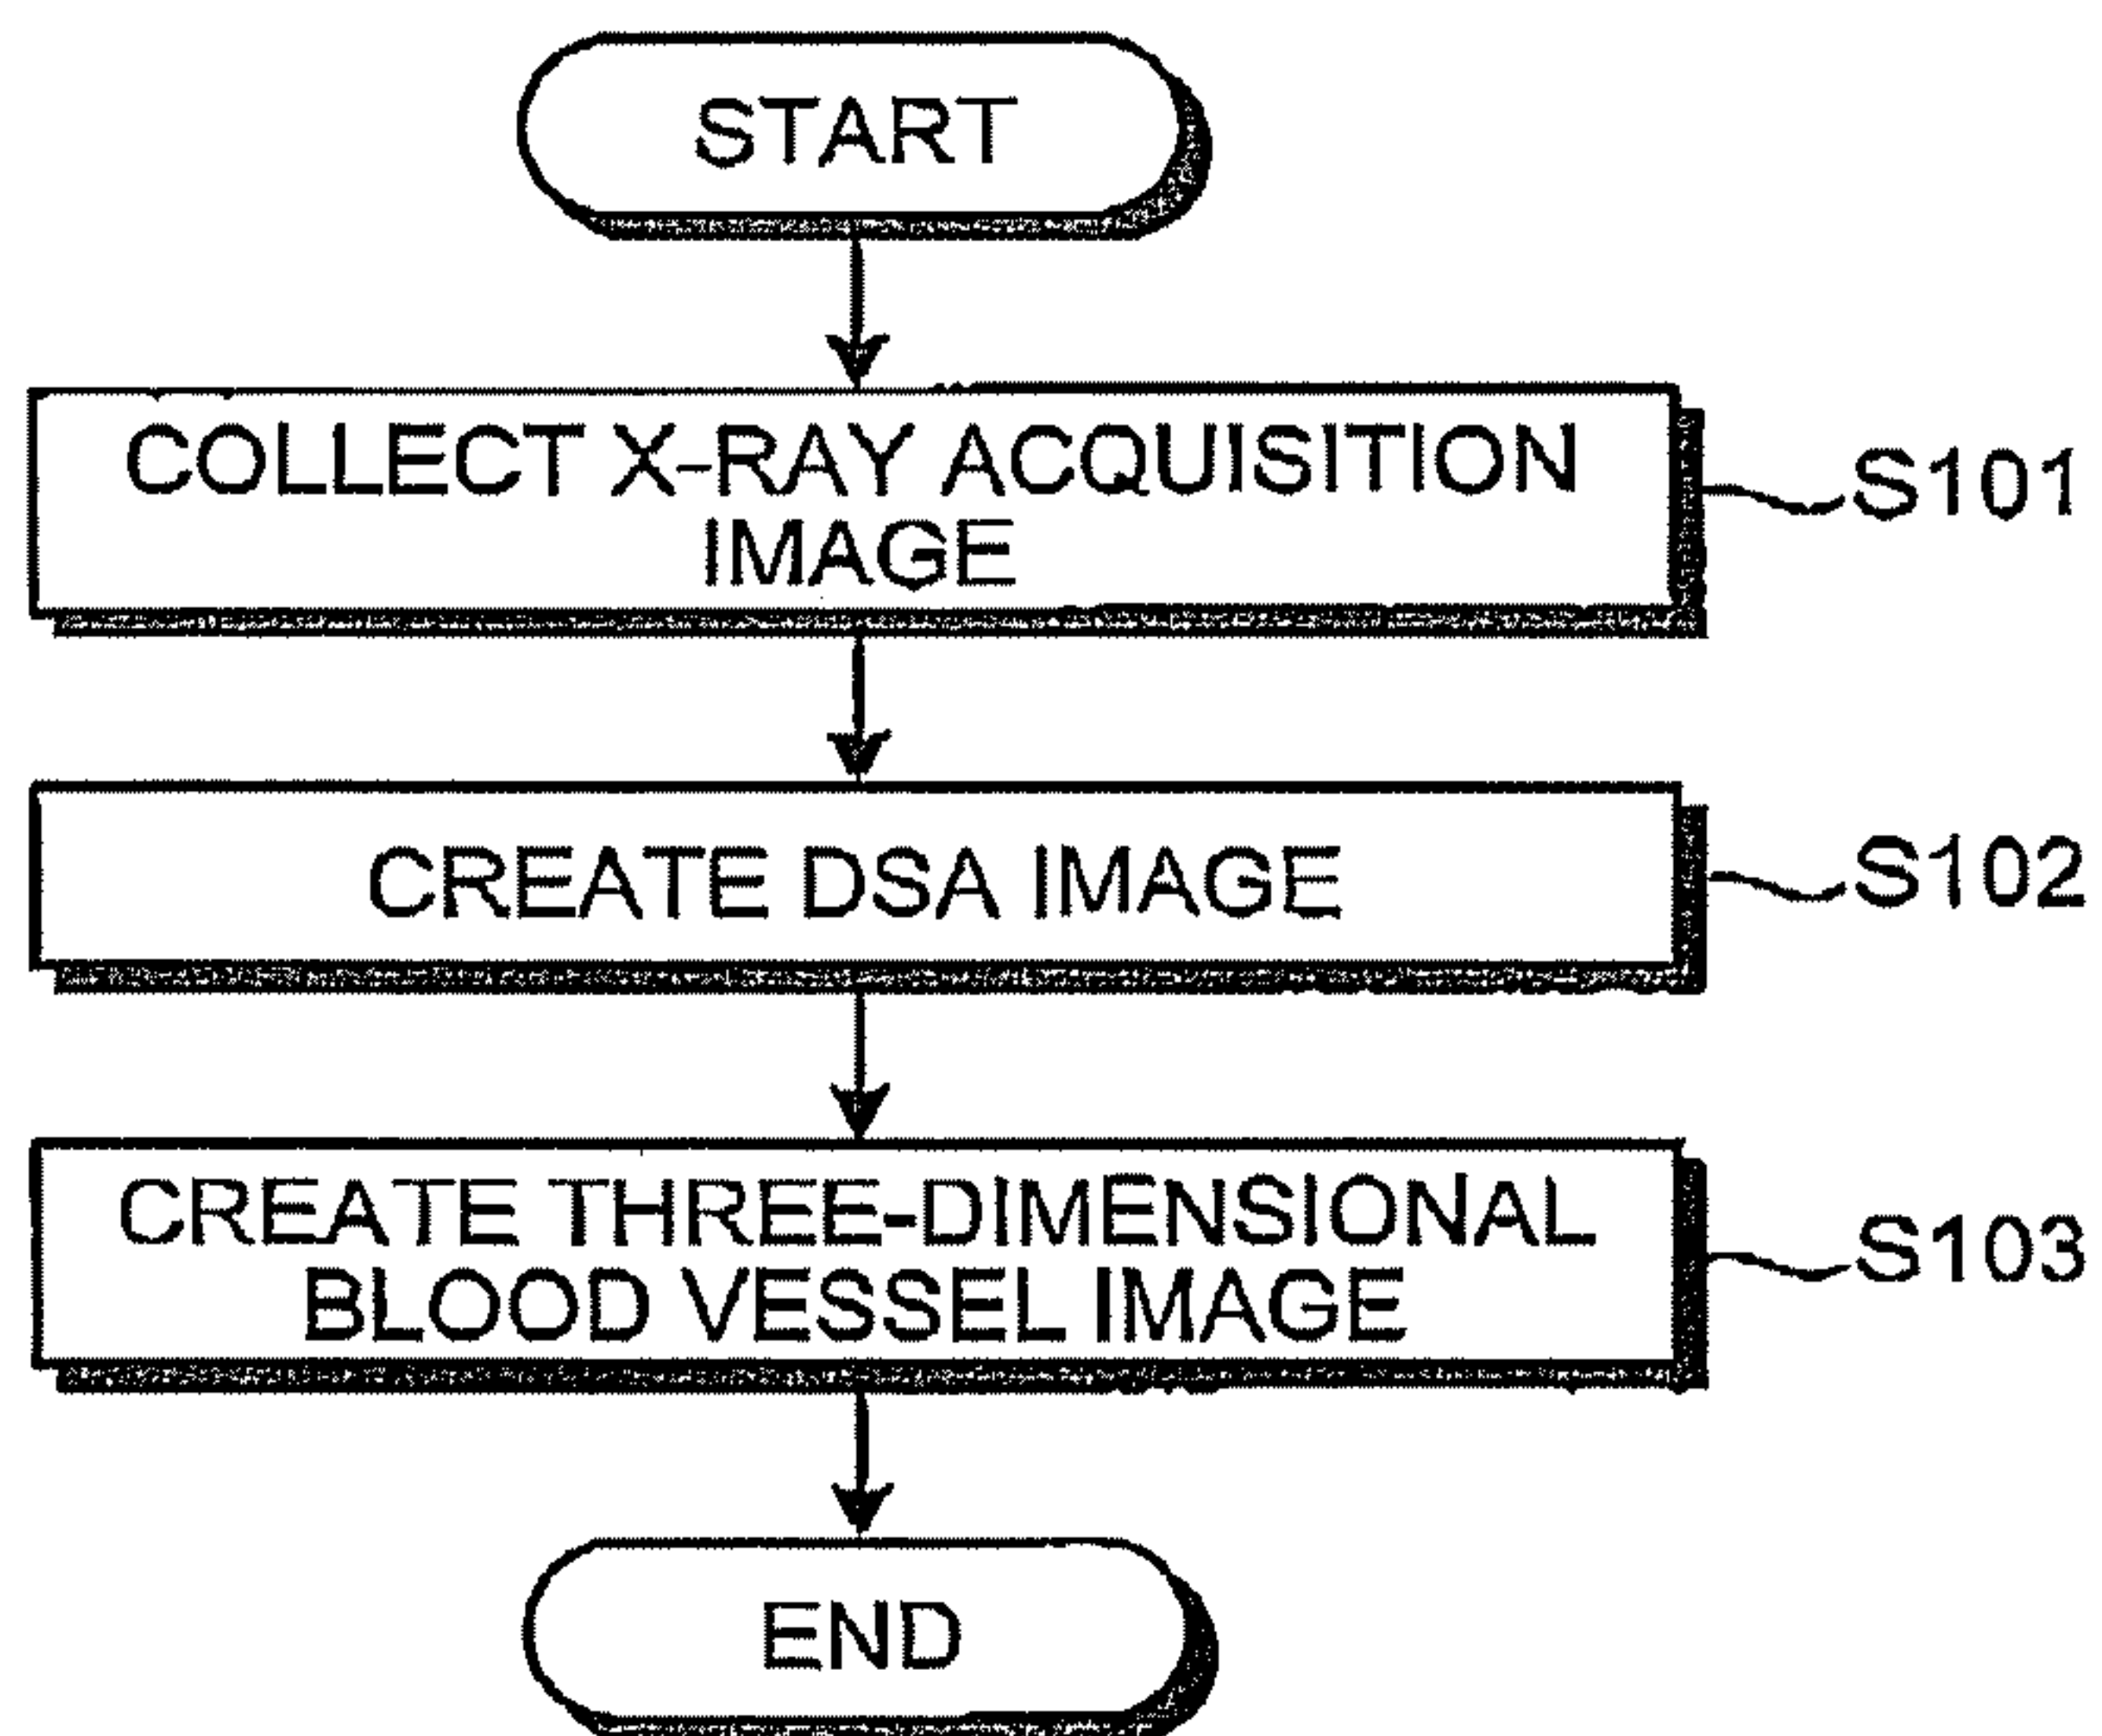 START
COLLECT X-RAY ACQUISITION
IMAGE
S101
CREATE DSA IMAGE
S102
CREATE THREE-DIMENSIONAL
BLOOD VESSEL IMAGE
S103
END